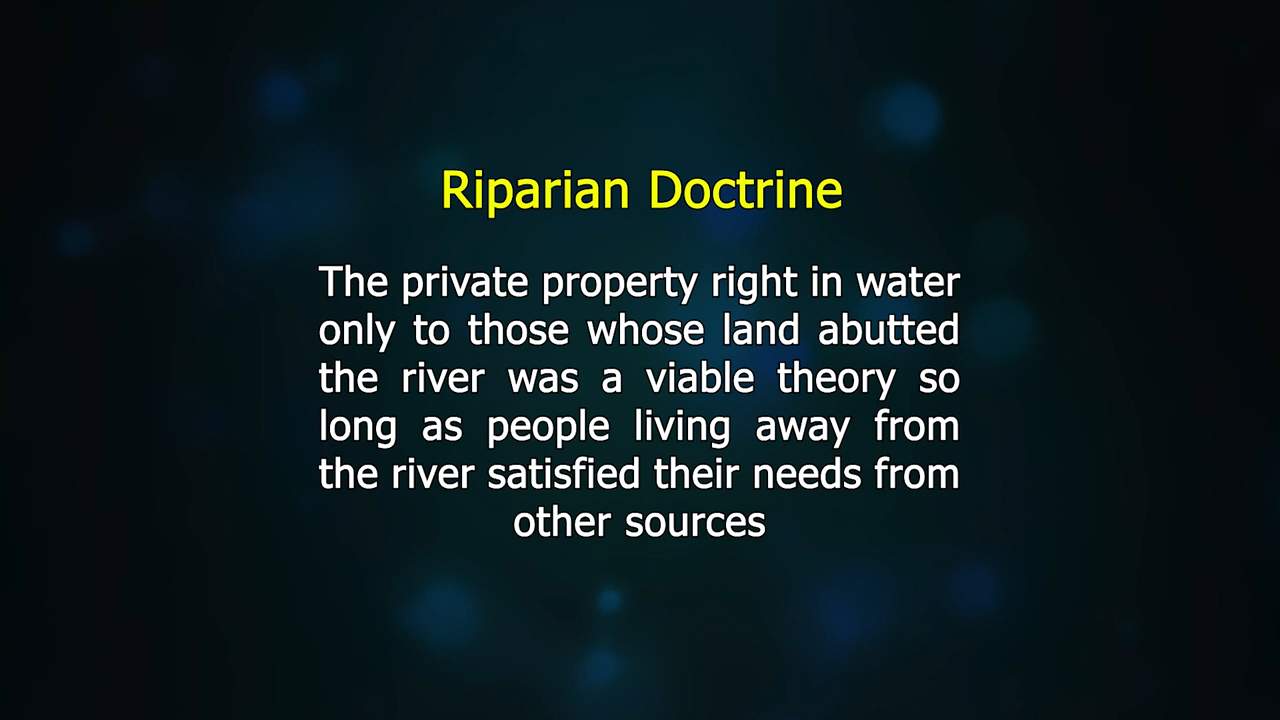 Riparian Doctrine
The private property right in water
only to those whose land abutted
the river was a viable theory so
long as people living away from
the river satisfied their needs from
other sources